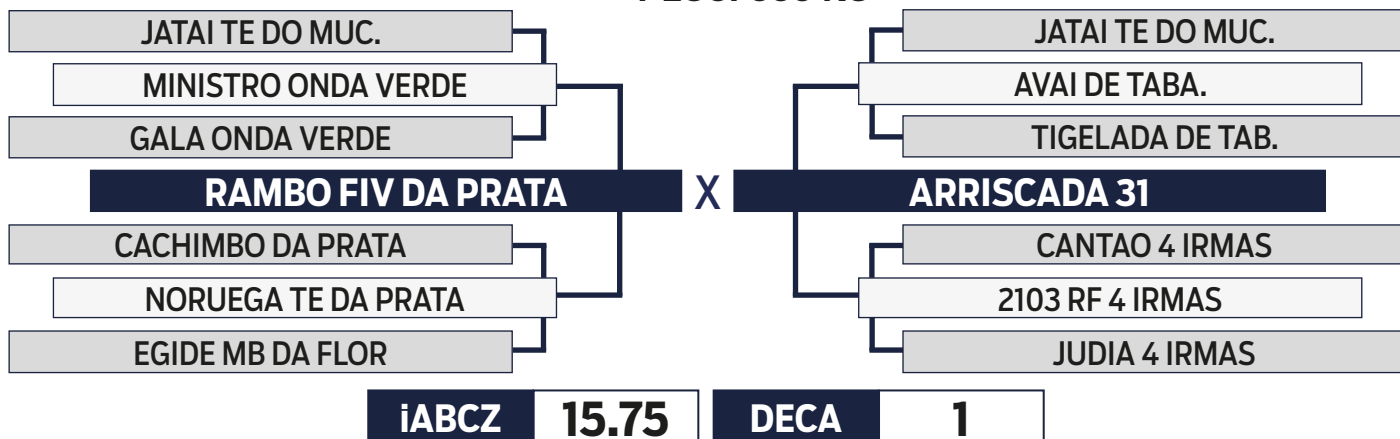 JATAI TE DO MUC.
MINISTRO ONDA VERDE
GALA ONDA VERDE
RAMBO FIV DA PRATA
CACHIMBO DA PRATA
NORUEGA TE DA PRATA
EGIDE MB DA FLOR
X
JATAI TE DO MUC.
AVAI DE TABA.
TIGELADA DE TAB.
ARRISCADA 31
CANTAO 4 IRMAS
2103 RF 4 IRMAS
JUDIA 4 IRMAS
iABCZ 15.75 DECA 1